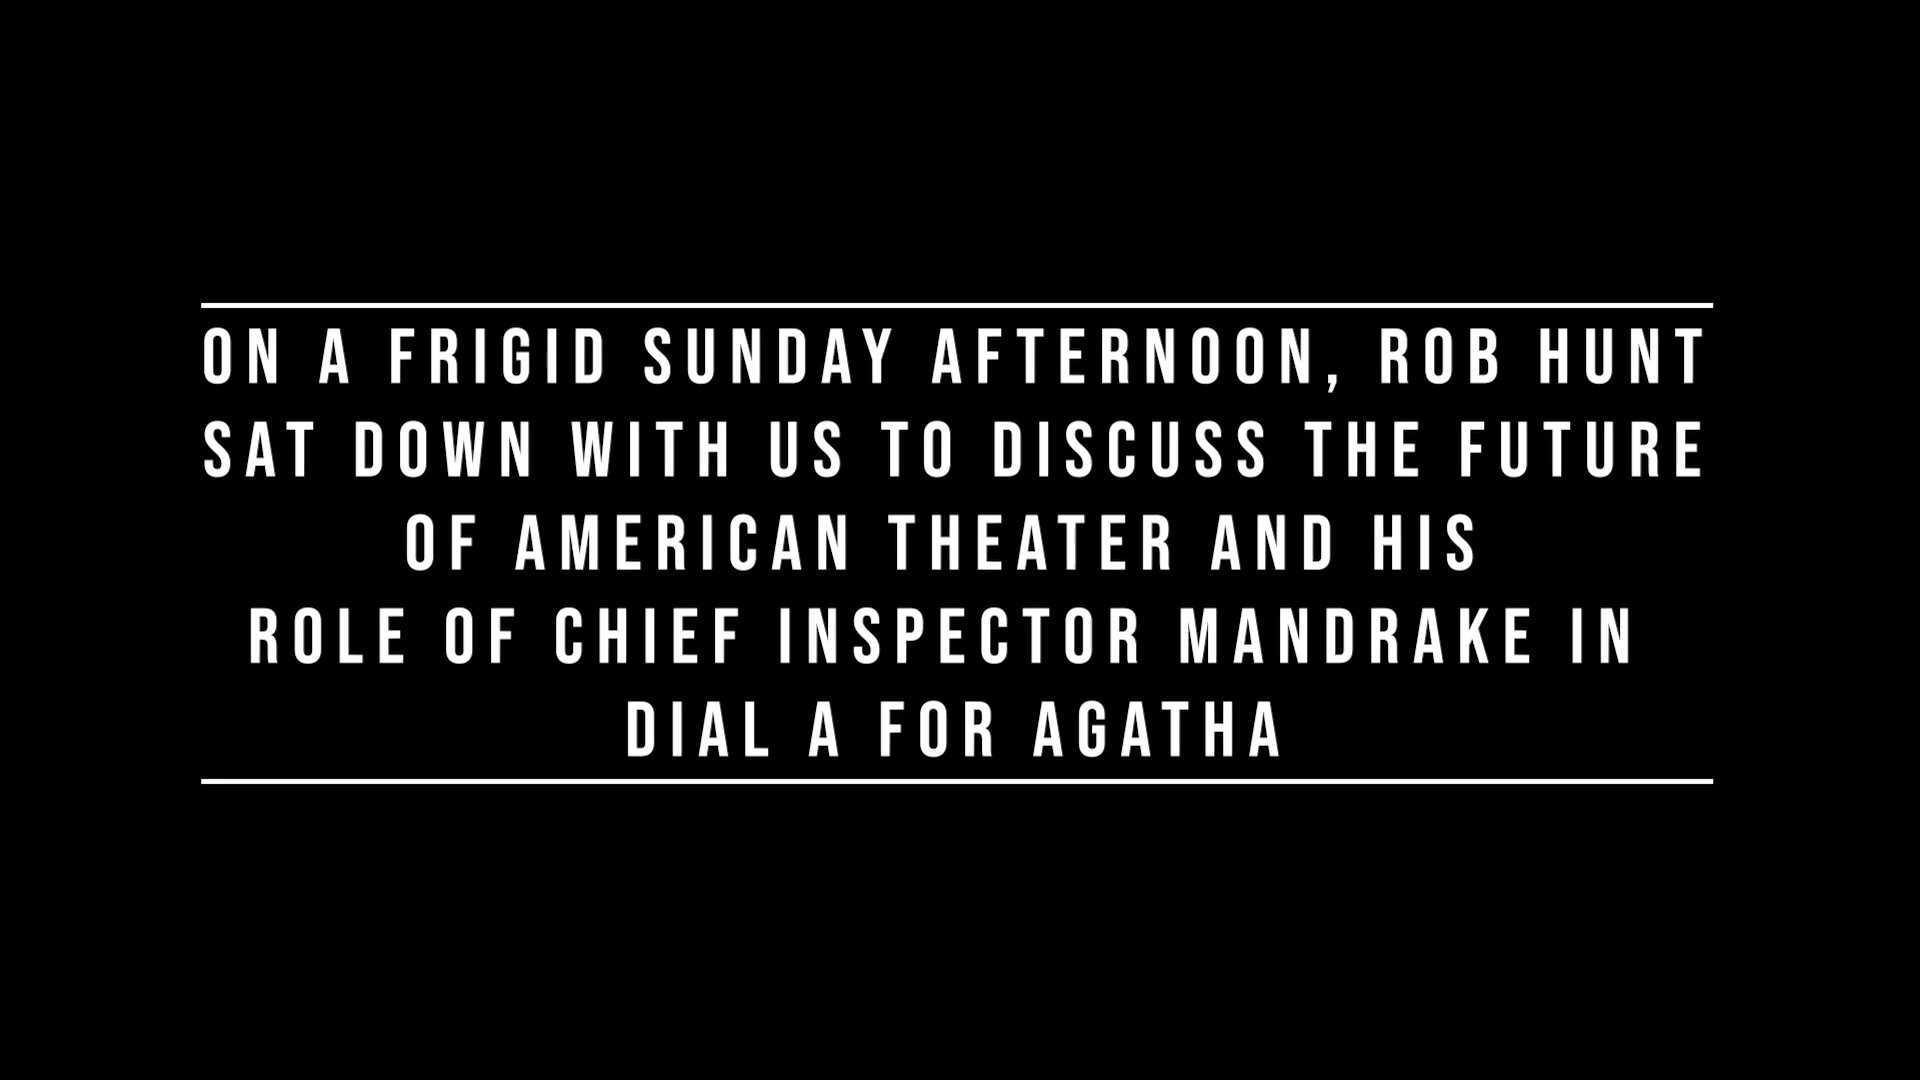 ON A FRIGID SUNDAY AFTERNOON, ROB HUNT
SAT DOWN WITH US TO DISCUSS THE FUTURE
OF AMERICAN THEATER AND HIS
ROLE OF CHIEF INSPECTOR MANDRAKE IN
DIAL A FOR AGATHA